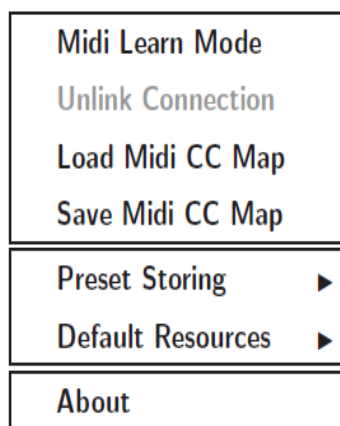 Midi Learn Mode
Unlink Connection
Load Midi CC Map
Save Midi CC Map
Preset Storing ▶
Default Resources ▶
About